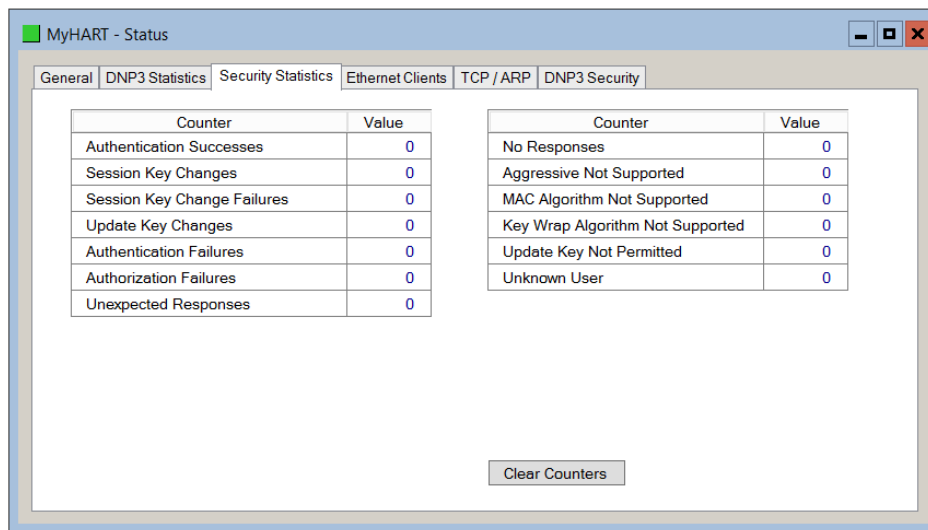 MyHART - Status
General DNP3 Statistics Security Statistics Ethernet Clients TCP / ARP DNP3 Security
Counter Value
Authentication Successes 0
Session Key Changes 0
Session Key Change Failures 0
Update Key Changes 0
Authentication Failures 0
Authorization Failures 0
Unexpected Responses 0
Counter Value
No Responses 0
Aggressive Not Supported 0
MAC Algorithm Not Supported 0
Key Wrap Algorithm Not Supported 0
Update Key Not Permitted 0
Unknown User 0
Clear Counters